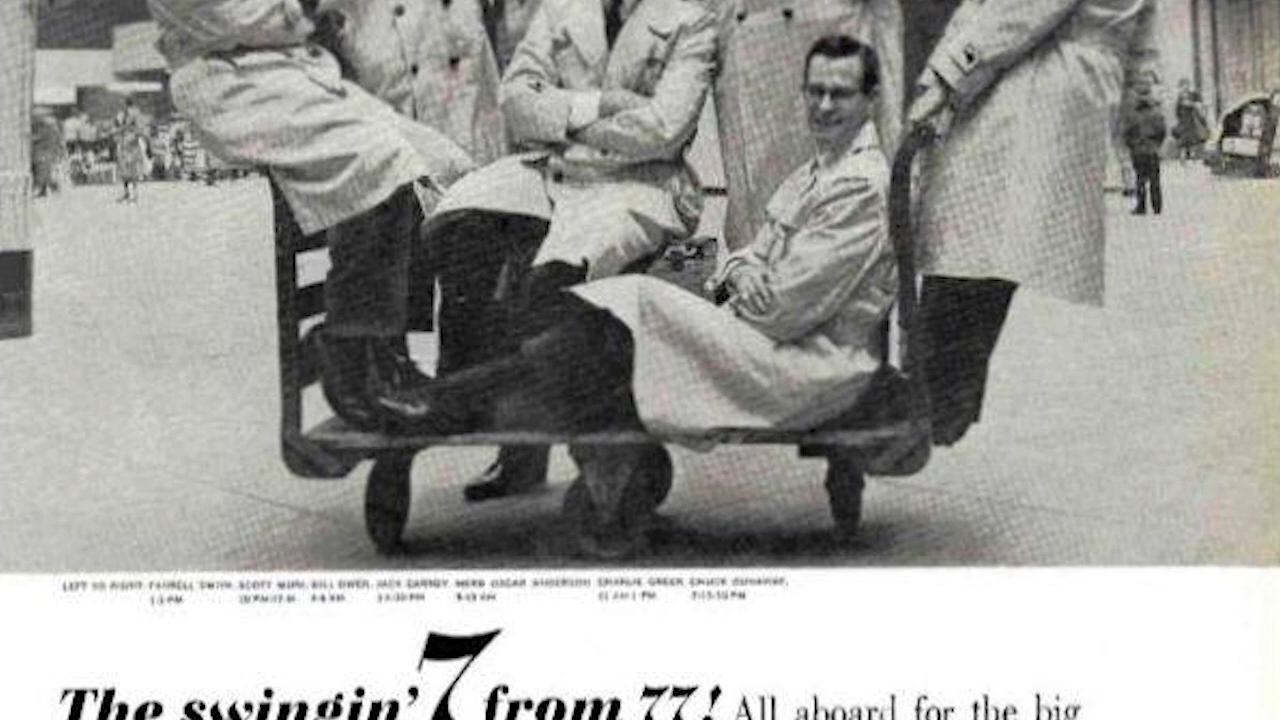 LEFT TO RIGHT: FARRELL SMITH, SCOTT MUNI, BILL OWEN, JACK CARNEY, HERB OSCAR ANDERSON, CHARLIE GREER, CHUCK DUNAWAY.
The swingin' 7 from 77! All aboard for the big